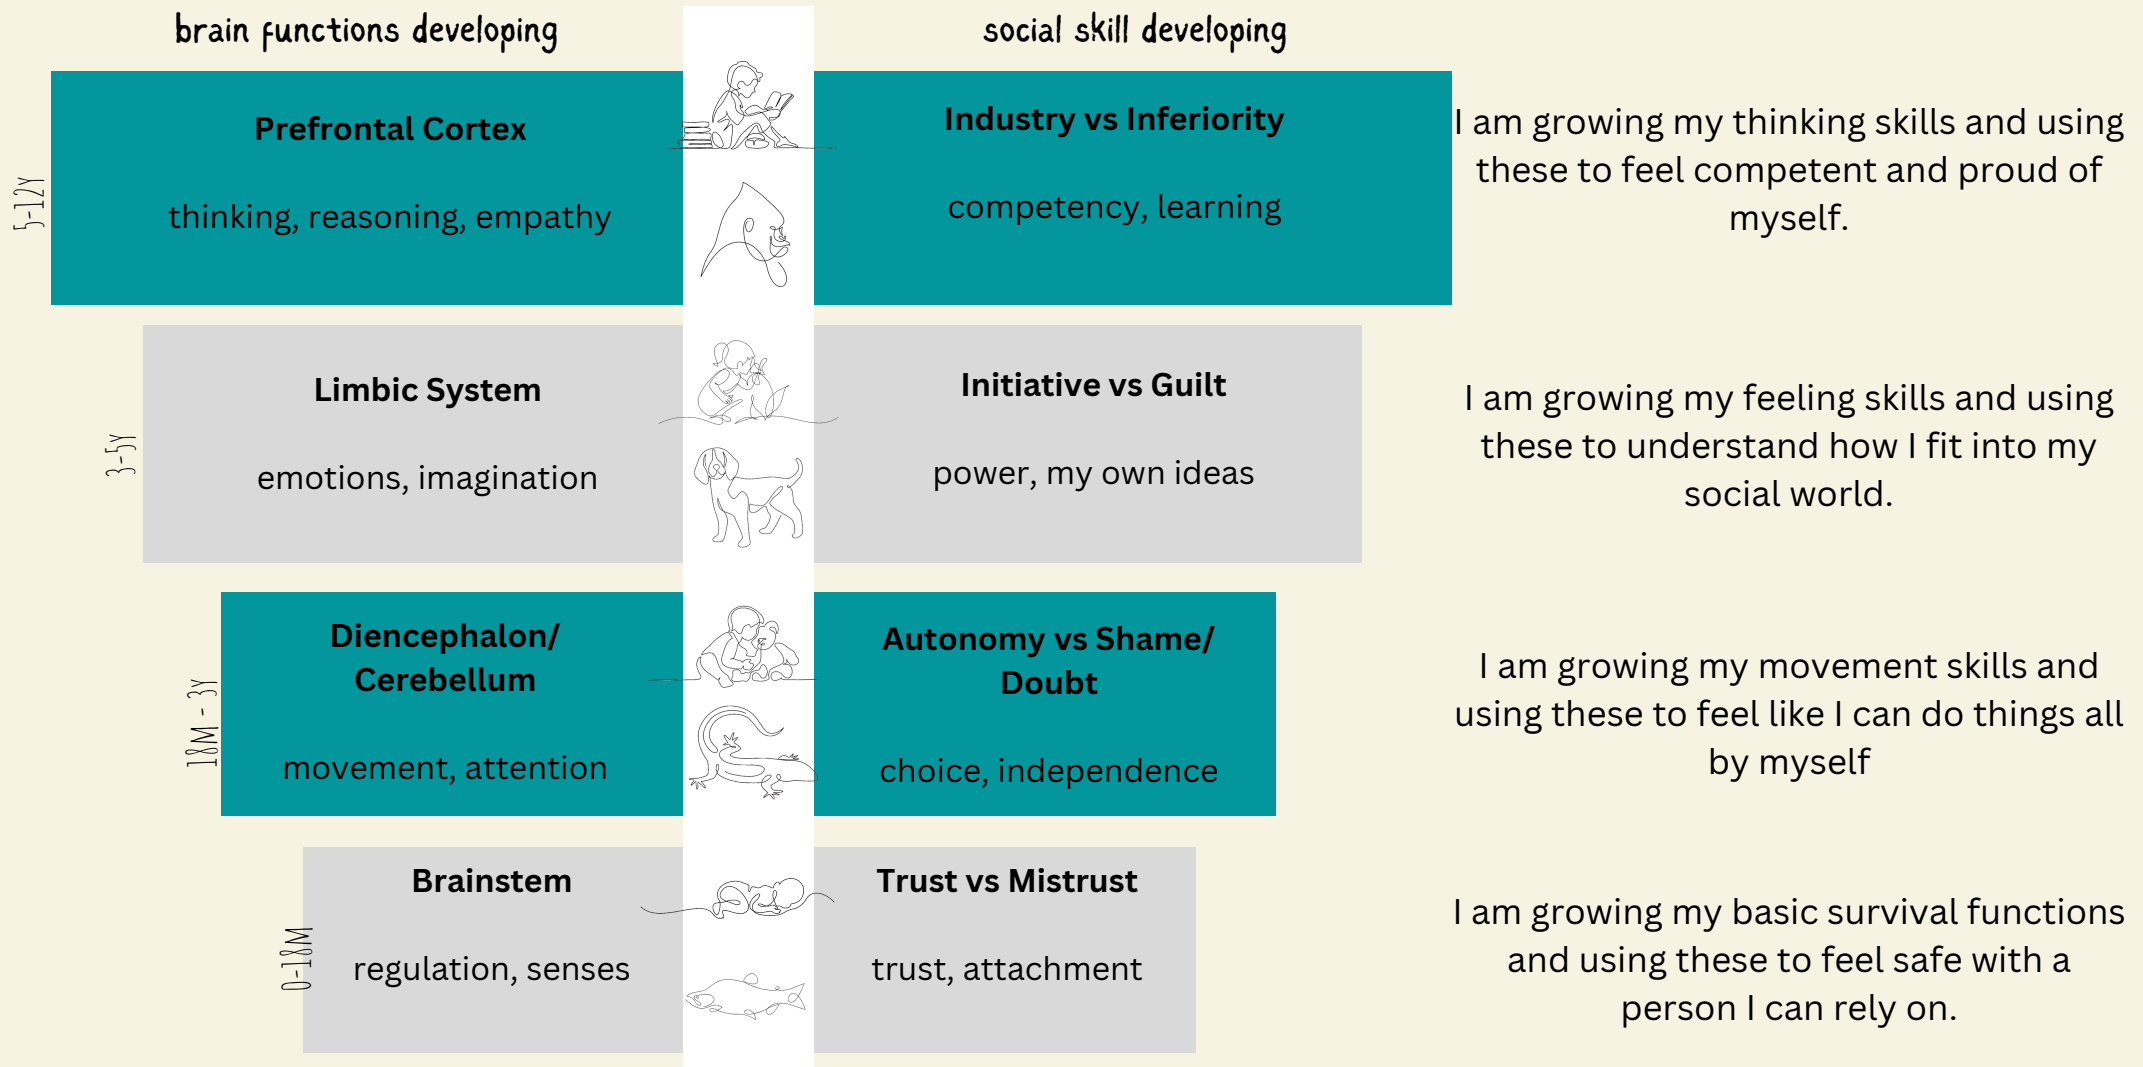 brain functions developing
social skill developing
5-12Y
Prefrontal Cortex
thinking, reasoning, empathy
Industry vs Inferiority
competency, learning
I am growing my thinking skills and using
these to feel competent and proud of
myself.
3-5Y
Limbic System
emotions, imagination
Initiative vs Guilt
power, my own ideas
I am growing my feeling skills and using
these to understand how I fit into my
social world.
18M - 3Y
Diencephalon/
Cerebellum
movement, attention
Autonomy vs Shame/
Doubt
choice, independence
I am growing my movement skills and
using these to feel like I can do things all
by myself
0-18M
Brainstem
regulation, senses
Trust vs Mistrust
trust, attachment
I am growing my basic survival functions
and using these to feel safe with a
person I can rely on.